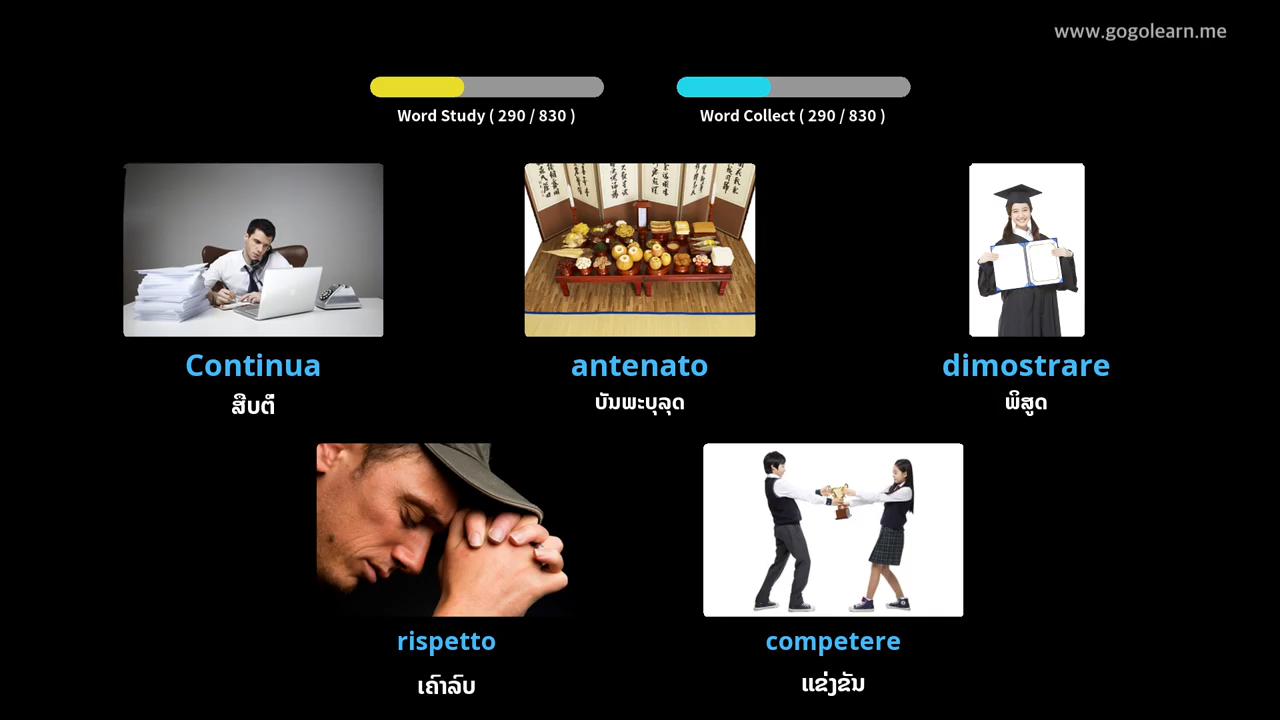 www.gogolearn.me
Word Study ( 290 / 830 )
Word Collect ( 290 / 830 )
Continua
ສືບຕໍ່
antenato
ບັນພະບຸລຸດ
dimostrare
ພິສູດ
rispetto
ເຄົາລົບ
competere
ແຂ່ງຂັນ